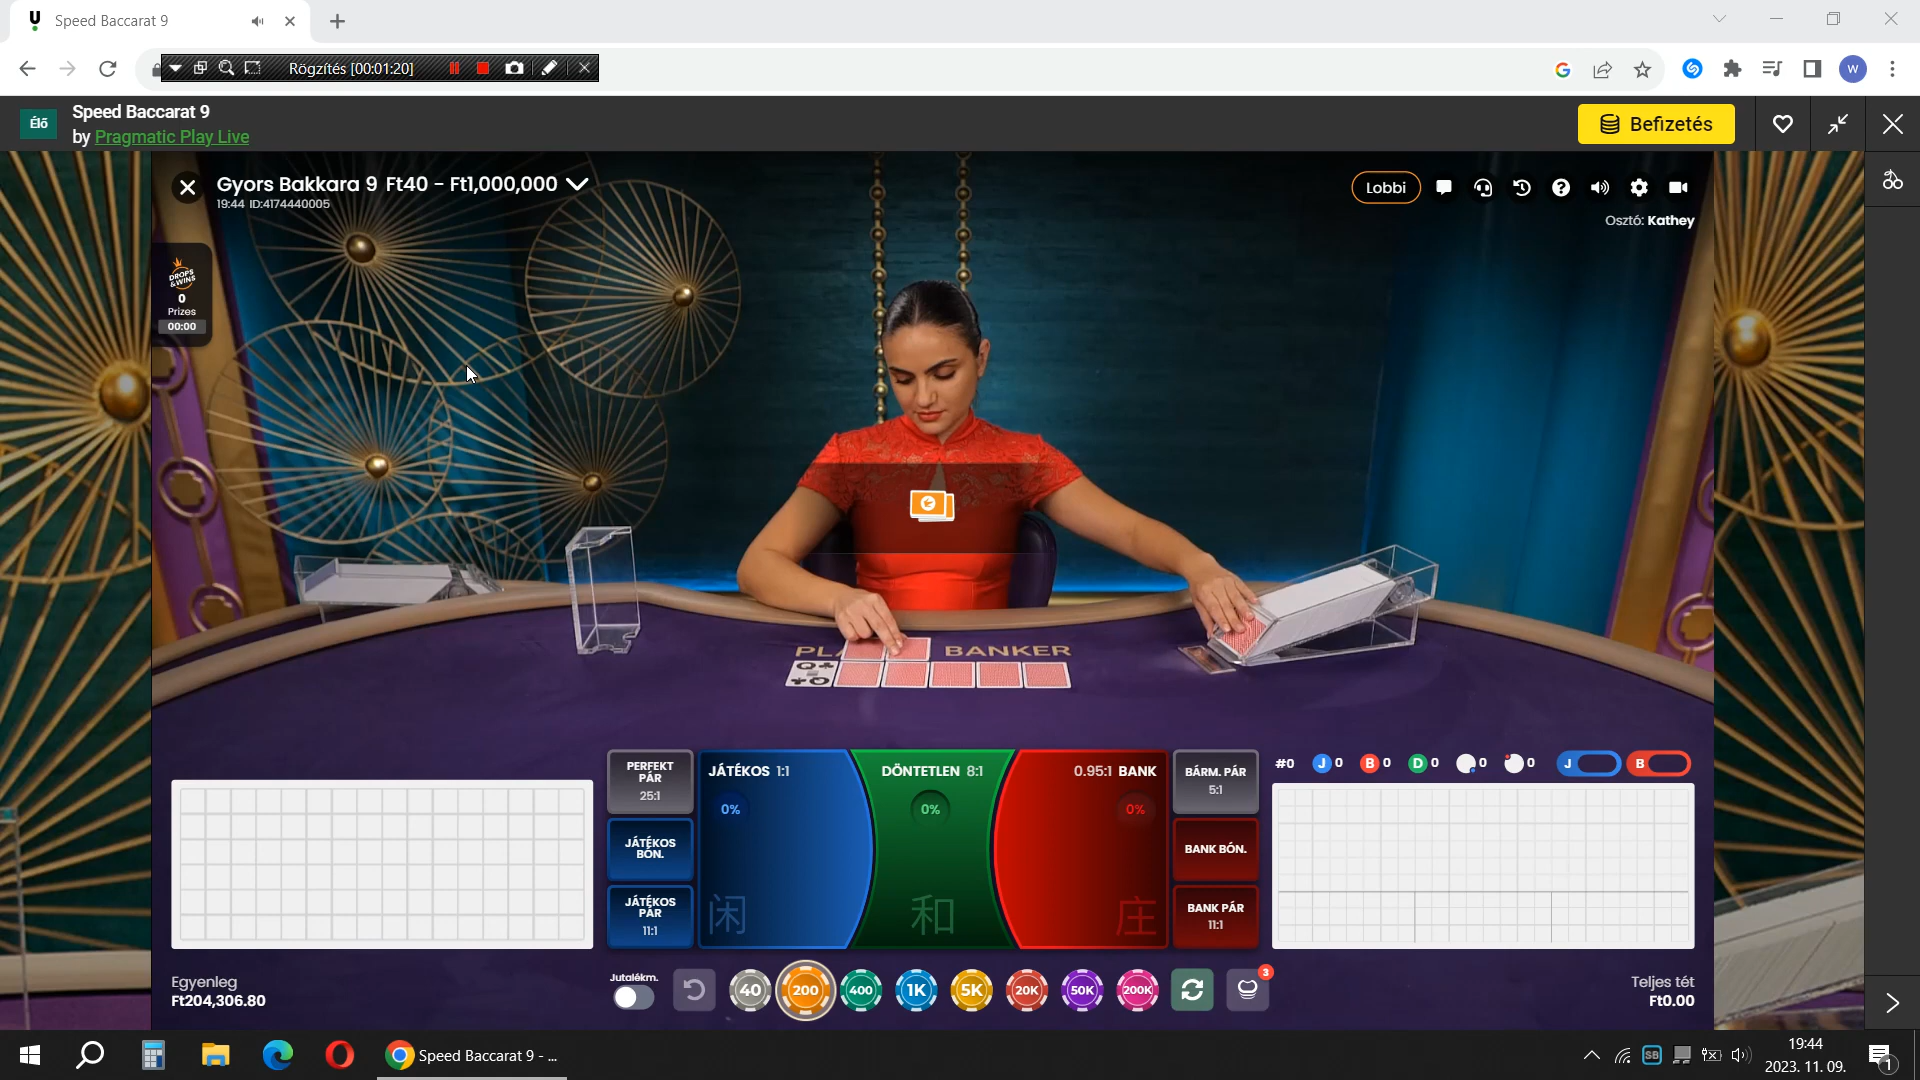 Speed Baccarat 9
Rögzítés [00:01:20]
W
Élő
Speed Baccarat 9
by Pragmatic Play Live
Befizetés
Gyors Bakkara 9 Ft40 - Ft1,000,000
19:44 ID:4174440005
Lobbi
Osztó: Kathey
DROPS
&WINS
0
Prizes
00:00
PL BANKER
Q
Q
PERFEKT
PÁR
25:1
JÁTÉKOS
BÓN.
JÁTÉKOS
PÁR
11:1
JÁTÉKOS 1:1
0%
闲
DÖNTETLEN 8:1
0%
和
0.95:1 BANK
0%
庄
BÁRM. PÁR
5:1
BANK BÓN.
BANK PÁR
11:1
#0 J 0 B 0 D 0 0 0 J B
Egyenleg
Ft204,306.80
Jutalékm.
40 200 400 1K 5K 20K 50K 200K 3
Teljes tét
Ft0.00
Speed Baccarat 9 - ...
SB
19:44
2023. 11. 09.
1